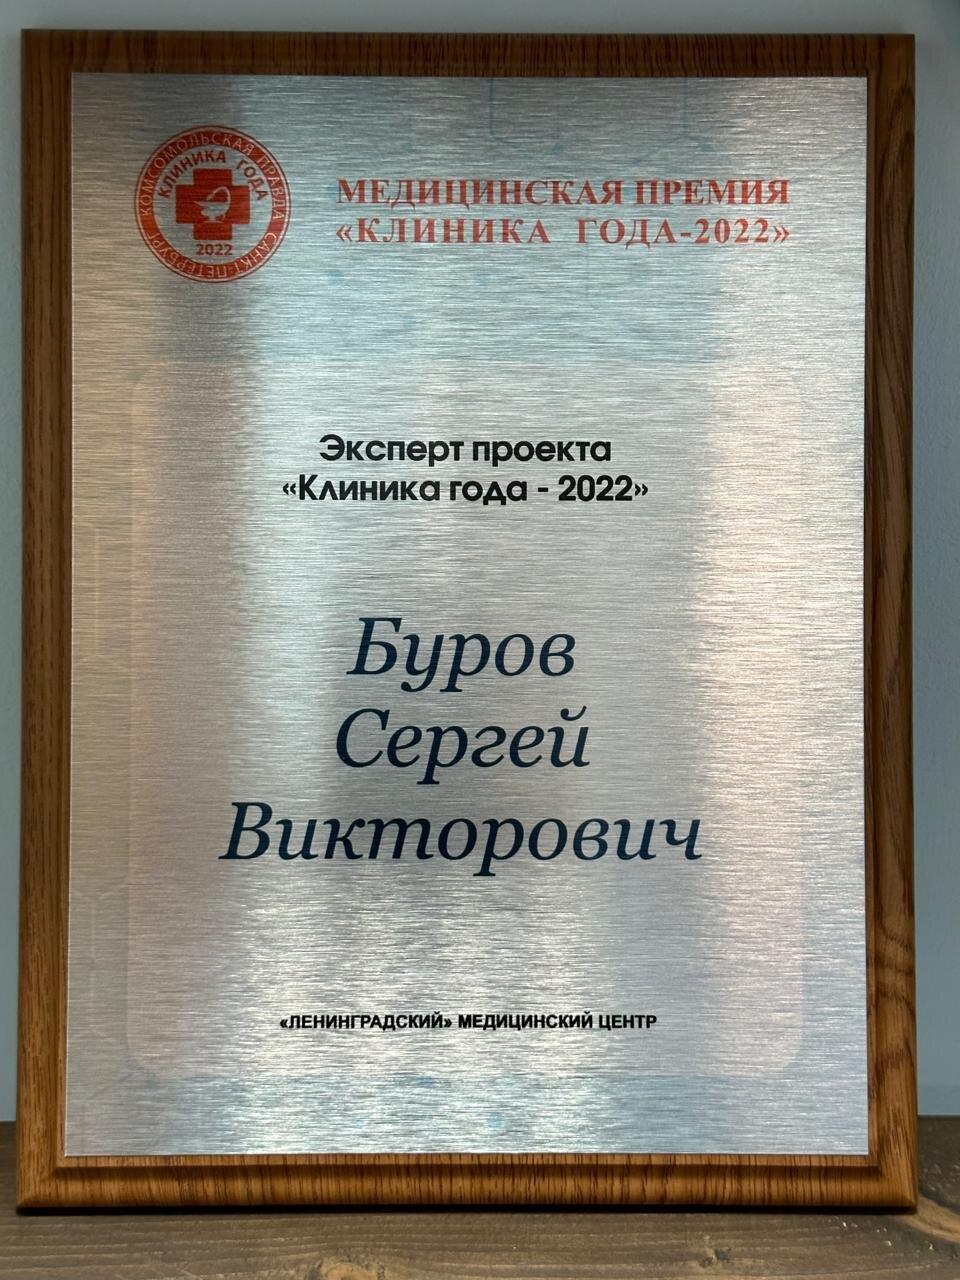 КОМСОМОЛЬСКАЯ ПРАВДА САНКТ-ПЕТЕРБУРГ
КЛИНИКА ГОДА
2022
МЕДИЦИНСКАЯ ПРЕМИЯ
«КЛИНИКА ГОДА-2022»
Эксперт проекта
«Клиника года - 2022»
Буров
Сергей
Викторович
«ЛЕНИНГРАДСКИЙ» МЕДИЦИНСКИЙ ЦЕНТР